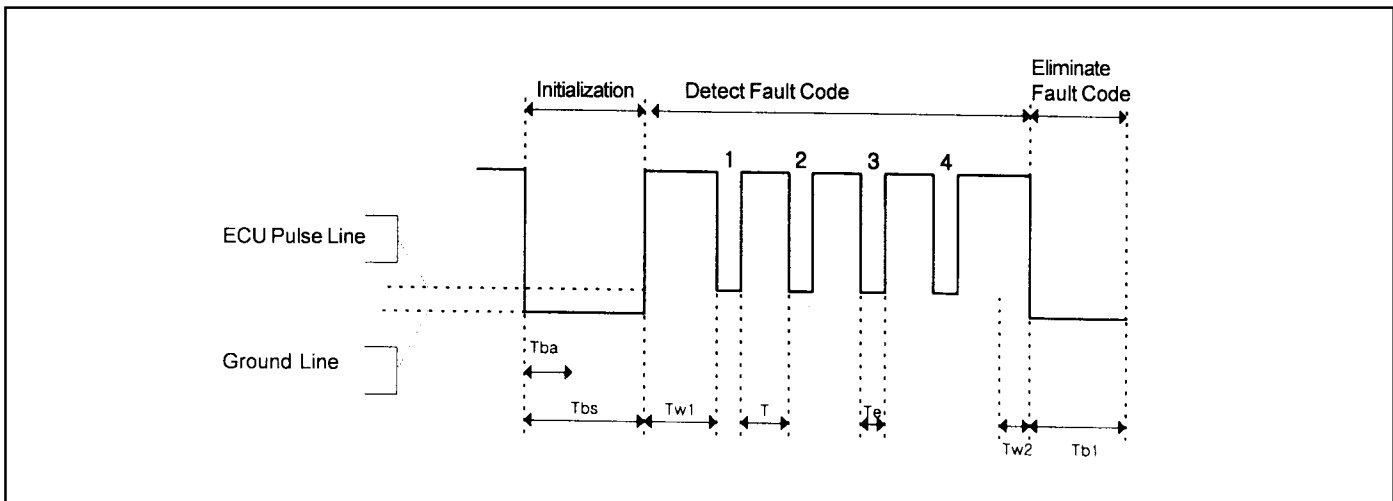 Initialization
Detect Fault Code
Eliminate
Fault Code
1 2 3 4
ECU Pulse Line
Ground Line
Tba
Tbs Tw1 T Te
Tw2 Tb1